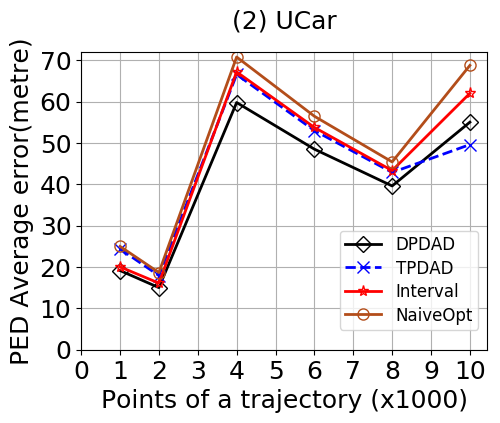 (2) UCar
PED Average error(metre)
70
60
50
40
30
20
10
0
0 1 2 3 4 5 6 7 8 9 10
Points of a trajectory (x1000)
DPDAD
TPDAD
Interval
NaiveOpt